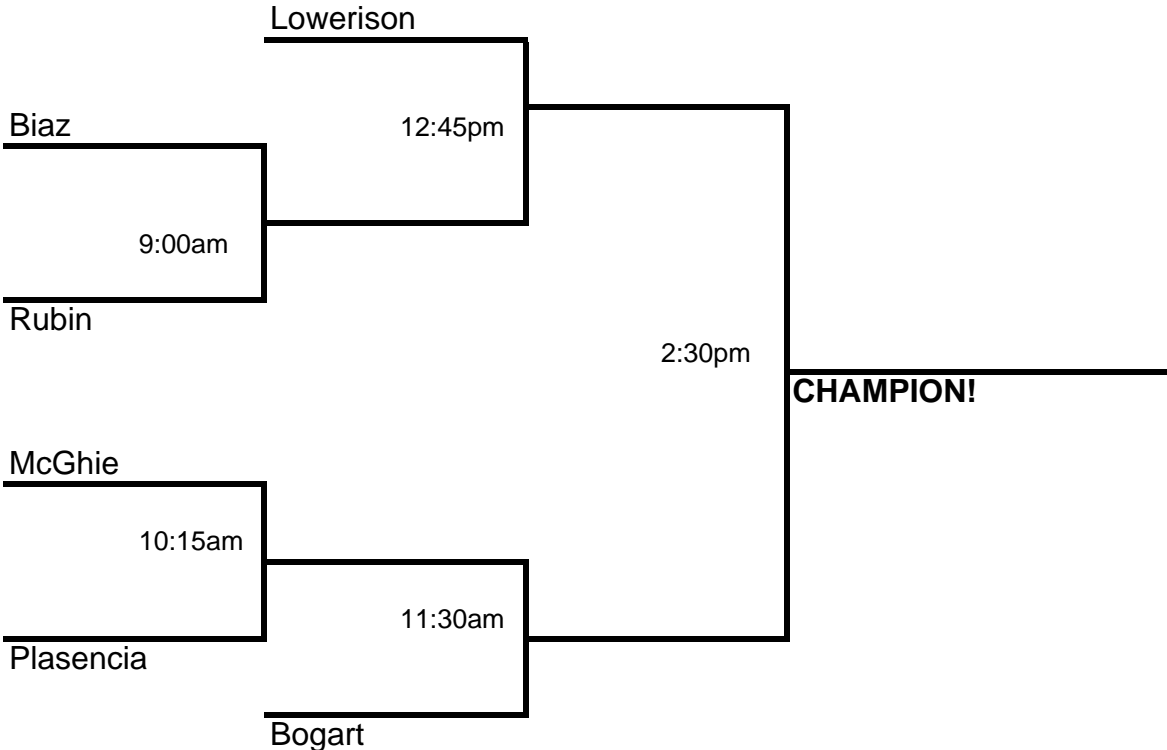 Lowerison
Biaz
12:45pm
9:00am
Rubin
2:30pm
CHAMPION!
McGhie
10:15am
11:30am
Plasencia
Bogart